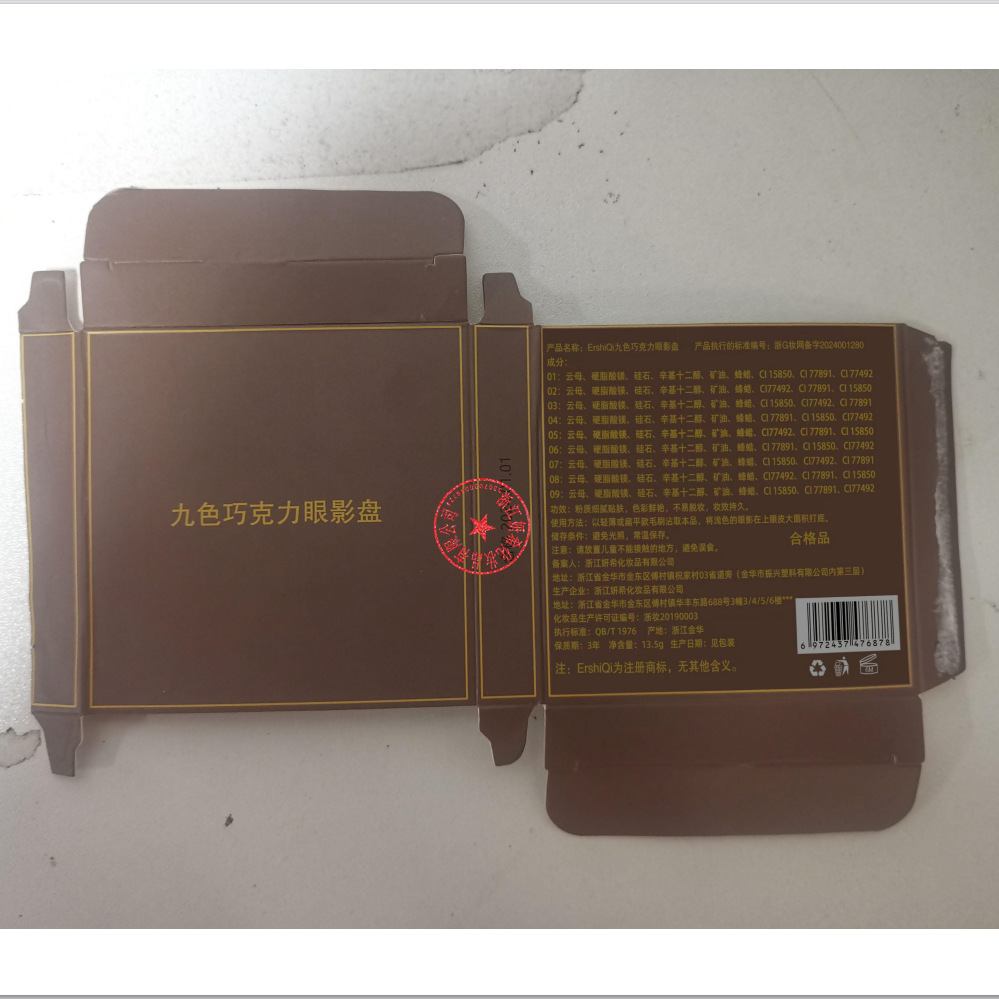 九色巧克力眼影盘
产品名称：ErshiQi九色巧克力眼影盘 产品执行的标准编号：浙G妆网备字2024001280
成分：
01：云母、硬脂酸镁、硅石、辛基十二醇、矿油、蜂蜡、CI 15850、CI 77891、CI 77492
02：云母、硬脂酸镁、硅石、辛基十二醇、矿油、蜂蜡、CI77492、CI 77891、CI 15850
03：云母、硬脂酸镁、硅石、辛基十二醇、矿油、蜂蜡、CI 15850、CI77492、CI 77891
04：云母、硬脂酸镁、硅石、辛基十二醇、矿油、蜂蜡、CI 77891、CI 15850、CI77492
05：云母、硬脂酸镁、硅石、辛基十二醇、矿油、蜂蜡、CI77492、CI 77891、CI 15850
06：云母、硬脂酸镁、硅石、辛基十二醇、矿油、蜂蜡、CI 77891、CI 15850、CI77492
07：云母、硬脂酸镁、硅石、辛基十二醇、矿油、蜂蜡、CI 15850、CI77492、CI 77891
08：云母、硬脂酸镁、硅石、辛基十二醇、矿油、蜂蜡、CI77492、CI 77891、CI 15850
09：云母、硬脂酸镁、硅石、辛基十二醇、矿油、蜂蜡、CI 15850、CI 77891、CI77492
功效：粉质细腻贴肤，色彩鲜艳，不易脱妆，妆效持久。
使用方法：以轻薄或扁平款毛刷沾取本品，将浅色的眼影在上眼皮大面积打底。
储存条件：避免光照，常温保存。
合格品
注意：请放置儿童不能接触的地方，避免误食。
备案人：浙江妍希化妆品有限公司
地址：浙江省金华市金东区傅村镇祝家村03省道旁（金华市振兴塑料有限公司内第三层）
生产企业：浙江妍希化妆品有限公司
地址：浙江省金华市金东区傅村镇华丰东路688号3幢3/4/5/6楼***
化妆品生产许可证编号：浙妆20190003
执行标准：QB/T 1976 产地：浙江金华
保质期：3年 净含量：13.5g 生产日期：见包装
6 972437 476878
注：ErshiQi为注册商标，无其他含义。
6M
浙江妍希化妆品有限公司